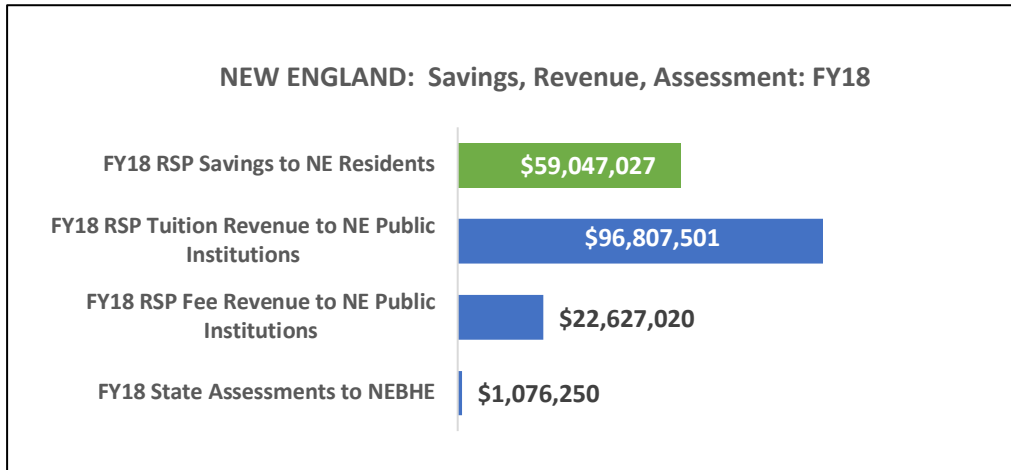 NEW ENGLAND: Savings, Revenue, Assessment: FY18
FY18 RSP Savings to NE Residents
$59,047,027
FY18 RSP Tuition Revenue to NE Public
Institutions
$96,807,501
FY18 RSP Fee Revenue to NE Public
Institutions
$22,627,020
FY18 State Assessments to NEBHE
$1,076,250